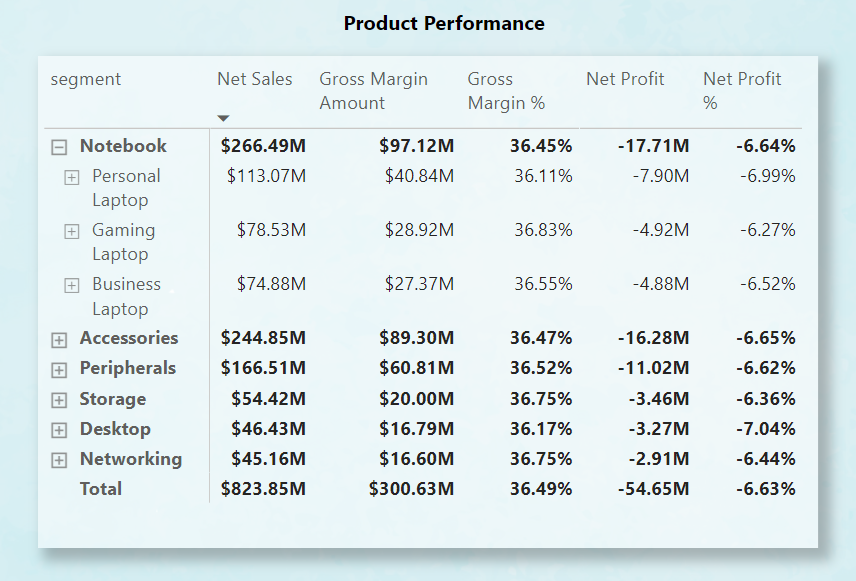 Product Performance
segment Net Sales Gross Margin Amount Gross Margin % Net Profit Net Profit %
Notebook $266.49M $97.12M 36.45% -17.71M -6.64%
Personal Laptop $113.07M $40.84M 36.11% -7.90M -6.99%
Gaming Laptop $78.53M $28.92M 36.83% -4.92M -6.27%
Business Laptop $74.88M $27.37M 36.55% -4.88M -6.52%
Accessories $244.85M $89.30M 36.47% -16.28M -6.65%
Peripherals $166.51M $60.81M 36.52% -11.02M -6.62%
Storage $54.42M $20.00M 36.75% -3.46M -6.36%
Desktop $46.43M $16.79M 36.17% -3.27M -7.04%
Networking $45.16M $16.60M 36.75% -2.91M -6.44%
Total $823.85M $300.63M 36.49% -54.65M -6.63%